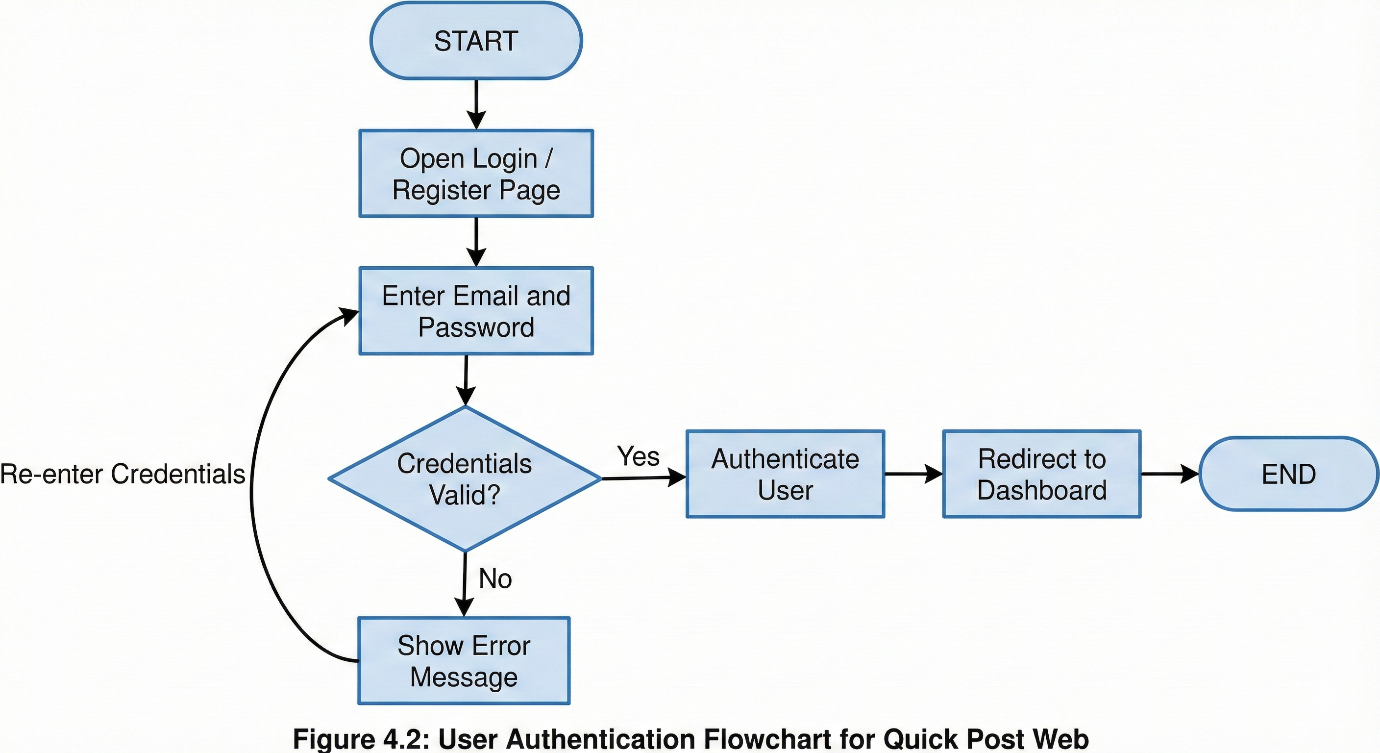 START
Open Login /
Register Page
Enter Email and
Password
Re-enter Credentials
Credentials
Valid?
Yes
Authenticate
User
Redirect to
Dashboard
END
No
Show Error
Message
Figure 4.2: User Authentication Flowchart for Quick Post Web